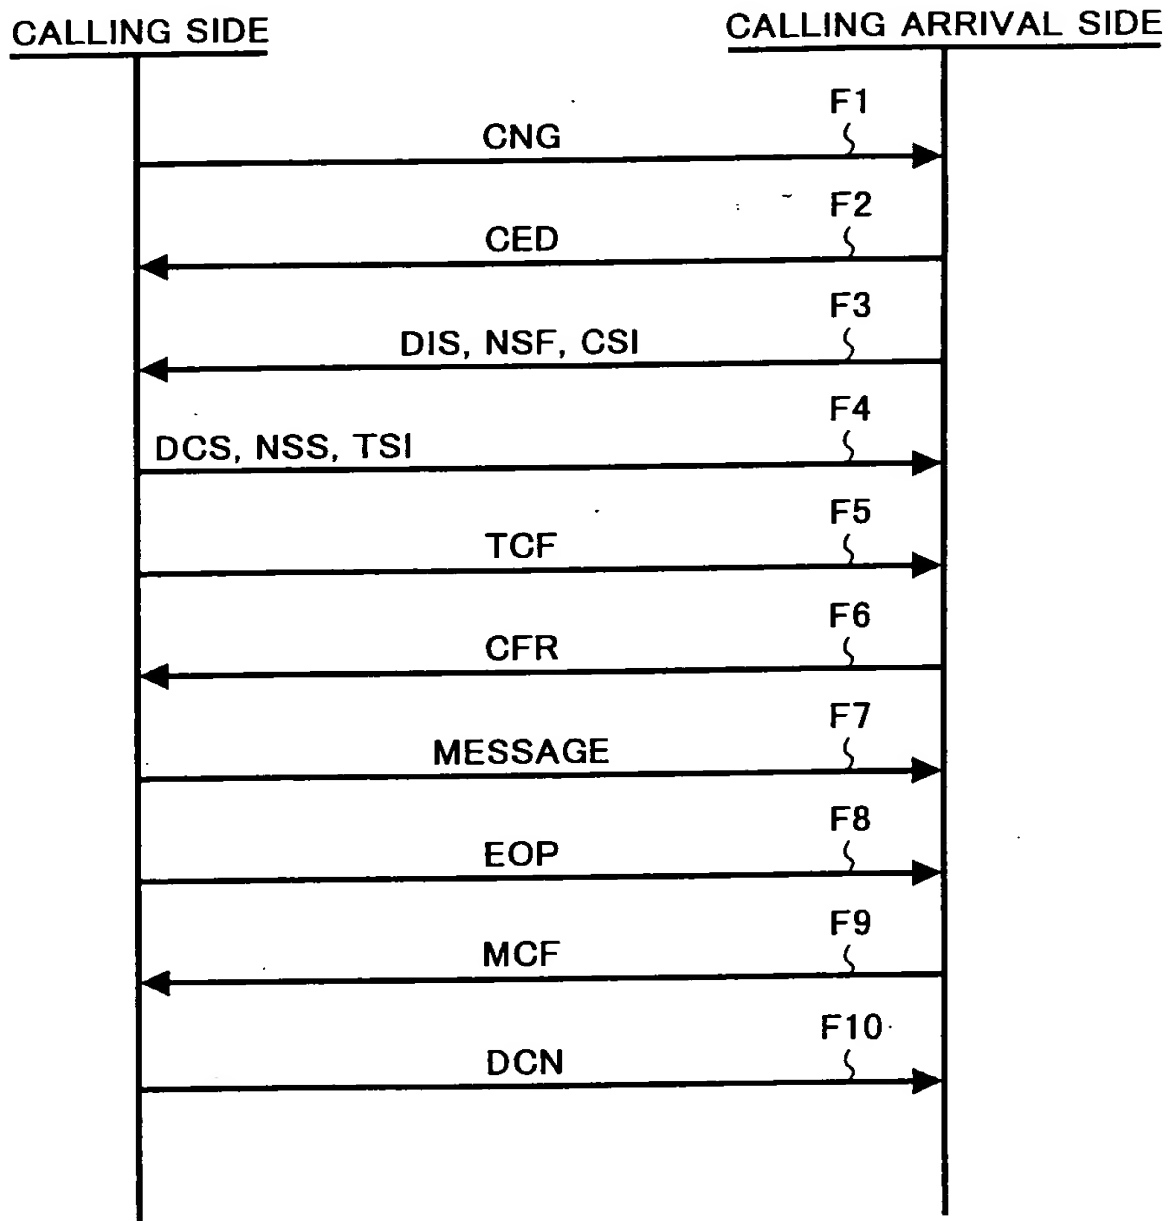 CALLING SIDE
CALLING ARRIVAL SIDE
F1
CNG
F2
CED
F3
DIS, NSF, CSI
F4
DCS, NSS, TSI
F5
TCF
F6
CFR
F7
MESSAGE
F8
EOP
F9
MCF
F10
DCN